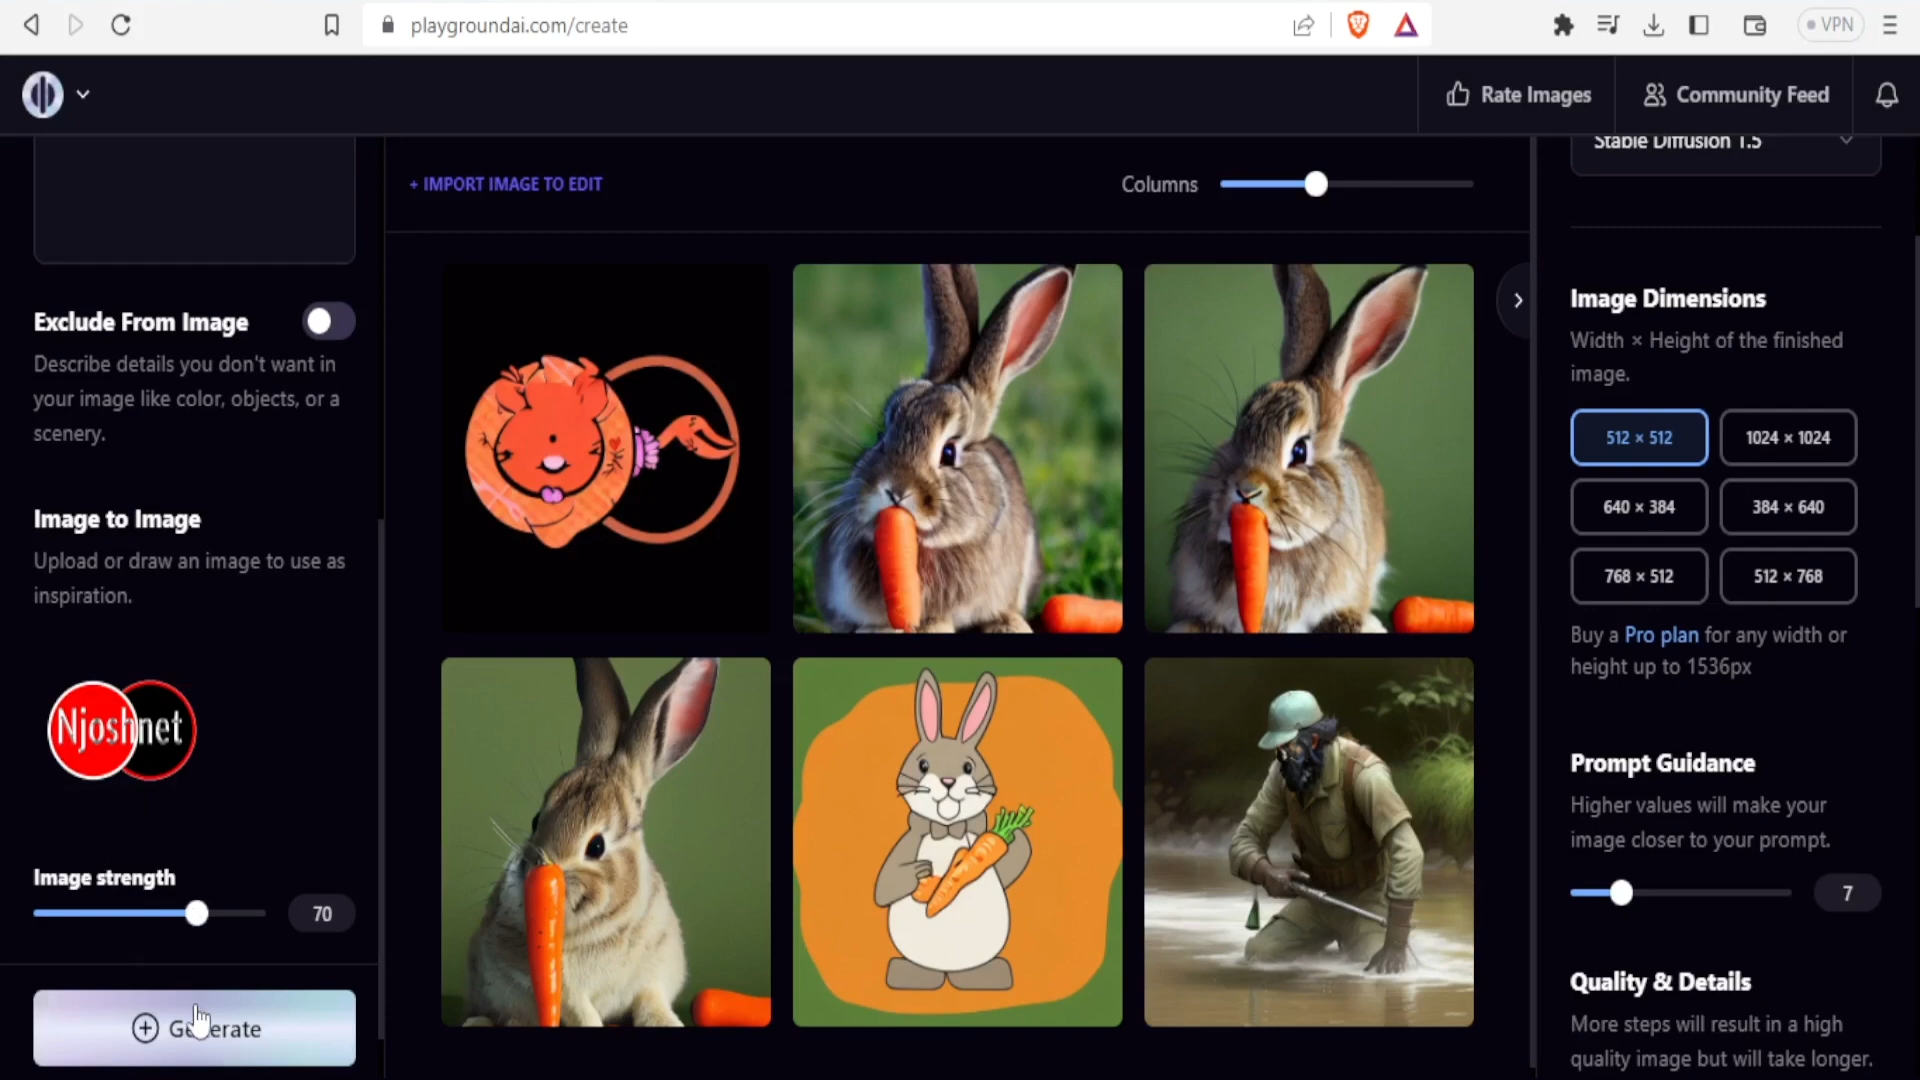 playgroundai.com/create
VPN
Rate Images
Community Feed
Stable Diffusion 1.5
+ IMPORT IMAGE TO EDIT
Columns
Exclude From Image
Describe details you don't want in
your image like color, objects, or a
scenery.
Image to Image
Upload or draw an image to use as
inspiration.
Njoshnet
Image strength
70
Generate
Image Dimensions
Width × Height of the finished
image.
512 × 512
1024 × 1024
640 × 384
384 × 640
768 × 512
512 × 768
Buy a Pro plan for any width or
height up to 1536px
Prompt Guidance
Higher values will make your
image closer to your prompt.
7
Quality & Details
More steps will result in a high
quality image but will take longer.